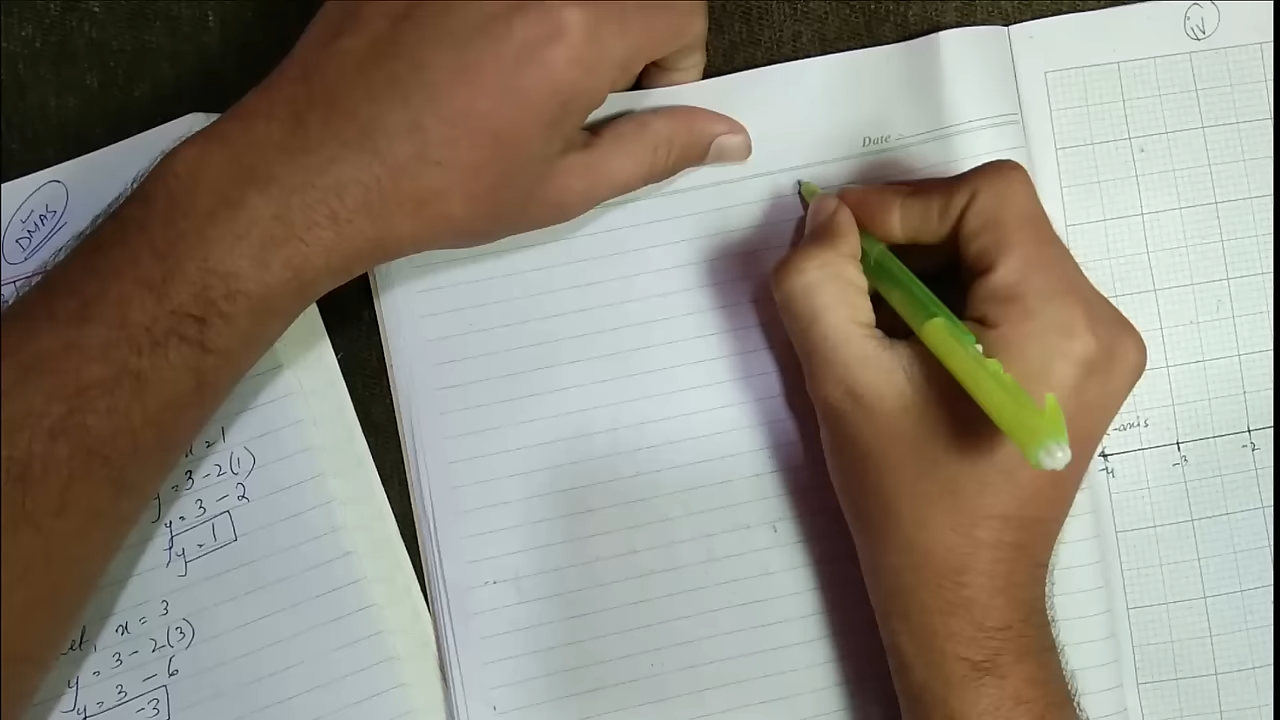 DMAS
x = 1
y = 3 - 2(1)
y = 3 - 2
y = 1
x = 3
y = 3 - 2(3)
y = 3 - 6
-3
Date :-
iv
-axis
-4 -3 -2